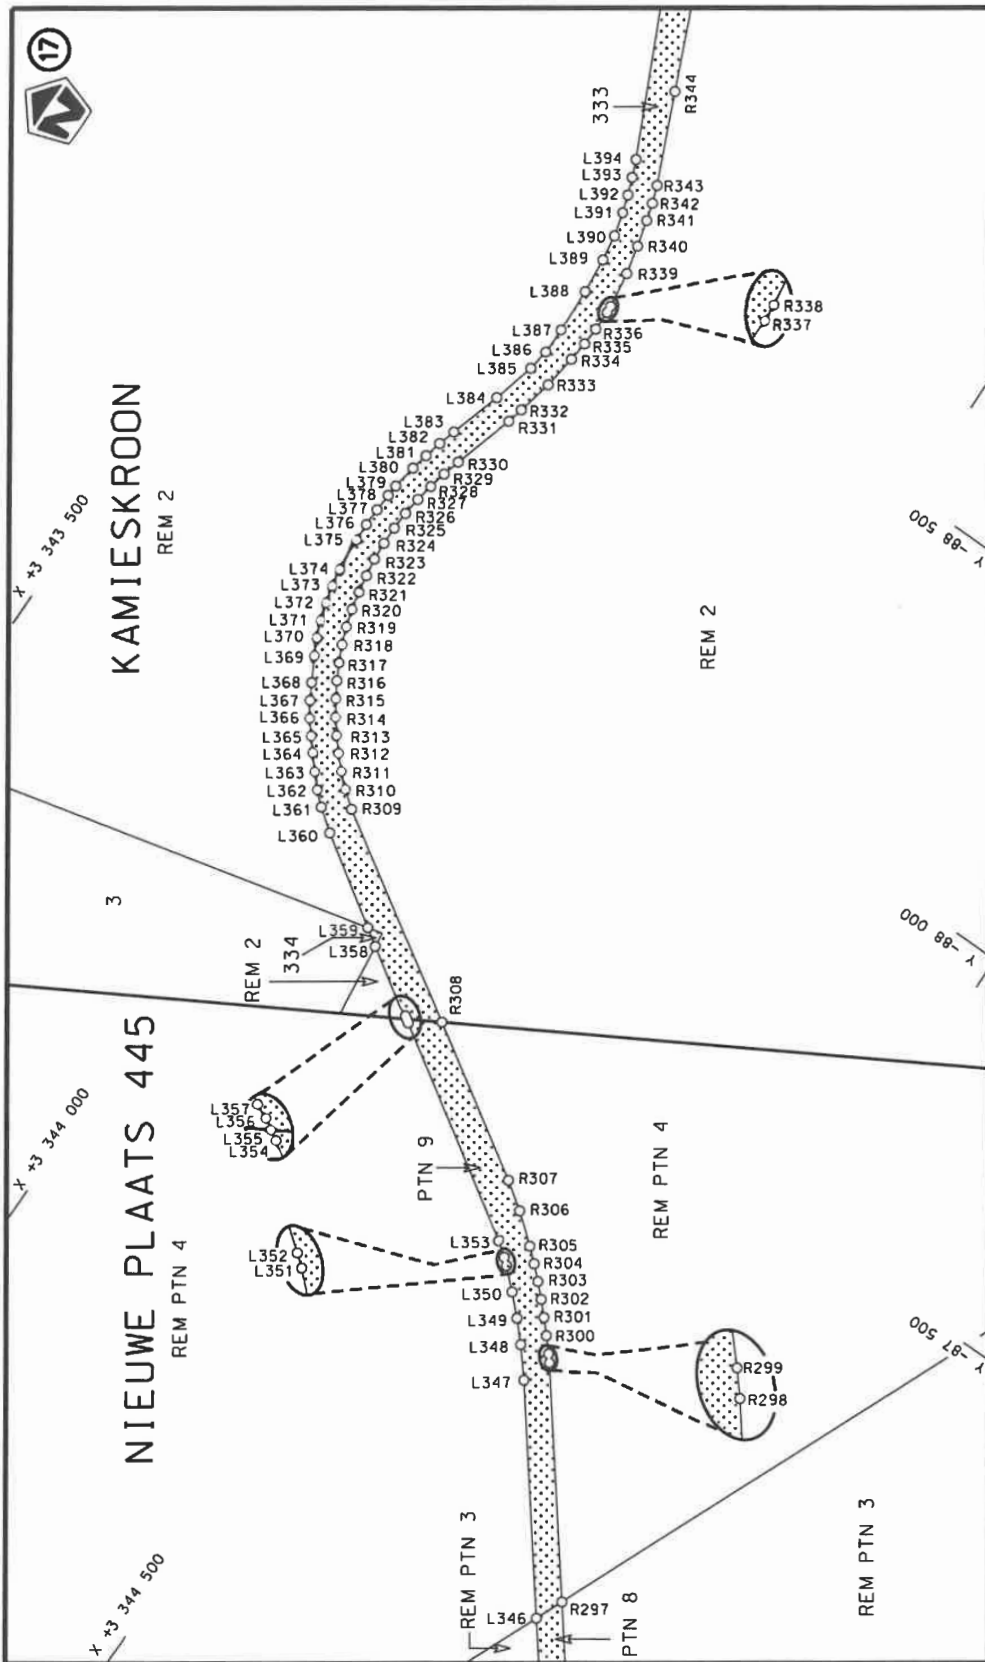 17
N
333
R344
L394
L393
L392
L391
L390
L389
L388
L387
L386
L385
L384
L383
L382
L381
L380
L379
L378
L377
L376
L375
L374
L373
L372
L371
L370
L369
L368
L367
L366
L365
L364
L363
L362
L361
L360
L359
L358
R343
R342
R341
R340
R339
R338
R337
R336
R335
R334
R333
R332
R331
R330
R329
R328
R327
R326
R325
R324
R323
R322
R321
R320
R319
R318
R317
R316
R315
R314
R313
R312
R311
R310
R309
R308
KAMIESKROON
REM 2
X +3 343 500
Y -88 500
REM 2
3
REM 2
334
Y -88 000
NIEUWE PLAATS 445
REM PTN 4
X +3 344 000
L357
L356
L355
L354
PTN 9
REM PTN 4
R307
R306
R305
R304
R303
R302
R301
R300
R299
R298
L353
L352
L351
L350
L349
L348
L347
Y -87 500
X +3 344 500
REM PTN 3
L346
R297
PTN 8
REM PTN 3